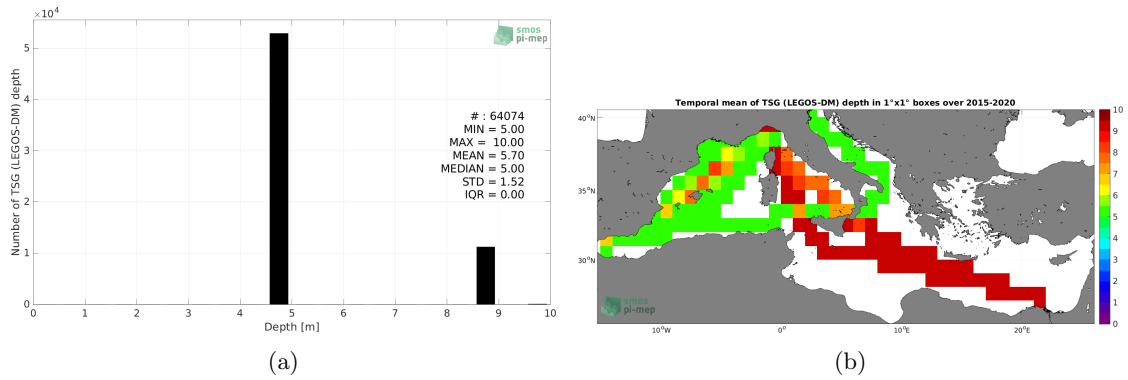 ×10⁴
5
4
3
2
1
0
Number of TSG (LEGOS-DM) depth
smos
pi-mep
# : 64074
MIN = 5.00
MAX = 10.00
MEAN = 5.70
MEDIAN = 5.00
STD = 1.52
IQR = 0.00
0 1 2 3 4 5 6 7 8 9 10
Depth [m]
(a)
Temporal mean of TSG (LEGOS-DM) depth in 1°x1° boxes over 2015-2020
40°N
35°N
30°N
10°W 0° 10°E 20°E
smos
pi-mep
10
9
8
7
6
5
4
3
2
1
0
(b)